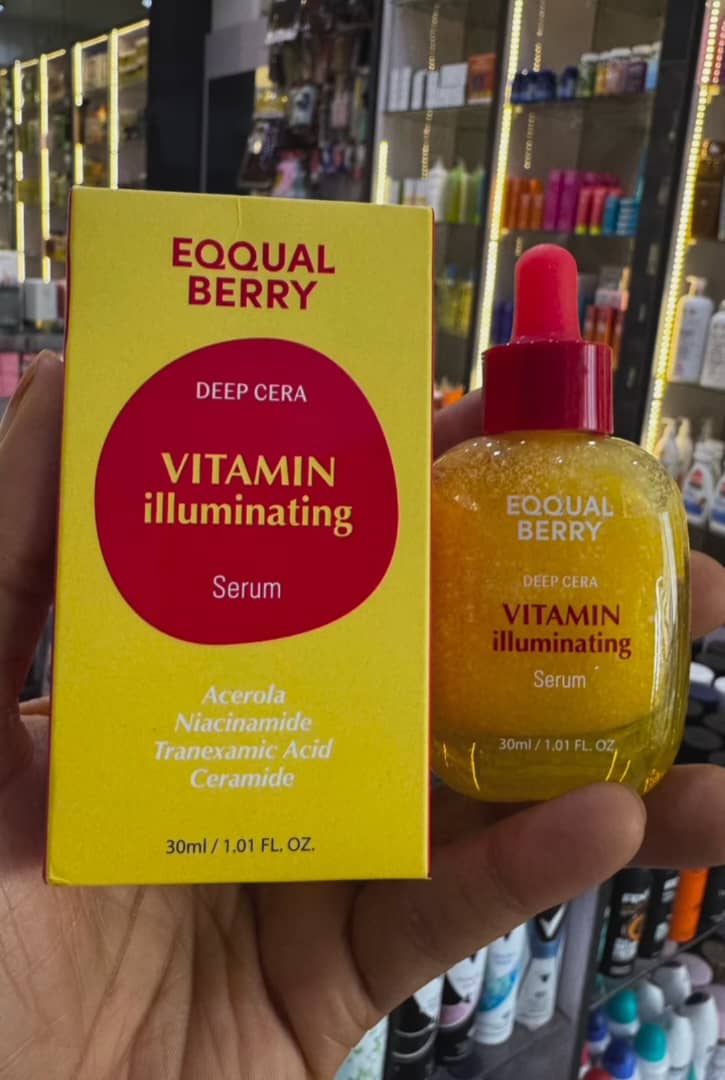 EQQUAL
BERRY
DEEP CERA
VITAMIN
illuminating
Serum
Acerola
Niacinamide
Tranexamic Acid
Ceramide
30ml / 1.01 FL. OZ.
EQQUAL
BERRY
DEEP CERA
VITAMIN
illuminating
Serum
30ml / 1.01 FL. OZ